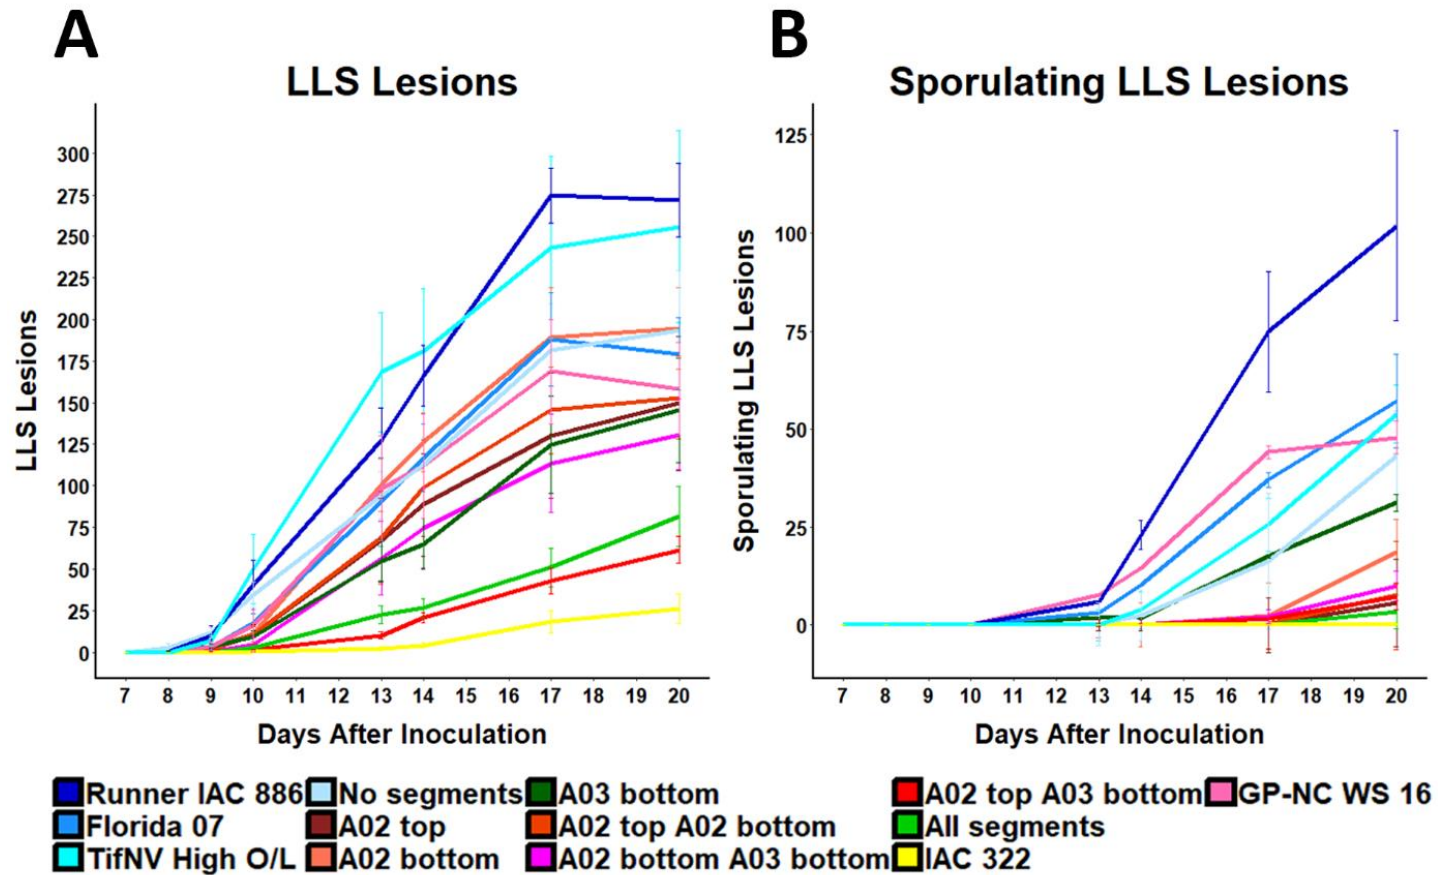 A
B
LLS Lesions
Sporulating LLS Lesions
LLS Lesions
300
275
250
225
200
175
150
125
100
75
50
25
0
7 8 9 10 11 12 13 14 15 16 17 18 19 20
Days After Inoculation
Sporulating LLS Lesions
125
100
75
50
25
0
7 8 9 10 11 12 13 14 15 16 17 18 19 20
Days After Inoculation
Runner IAC 886 No segments A03 bottom A02 top A03 bottom GP-NC WS 16
Florida 07 A02 top A02 top A02 bottom All segments
TifNV High O/L A02 bottom A02 bottom A03 bottom IAC 322